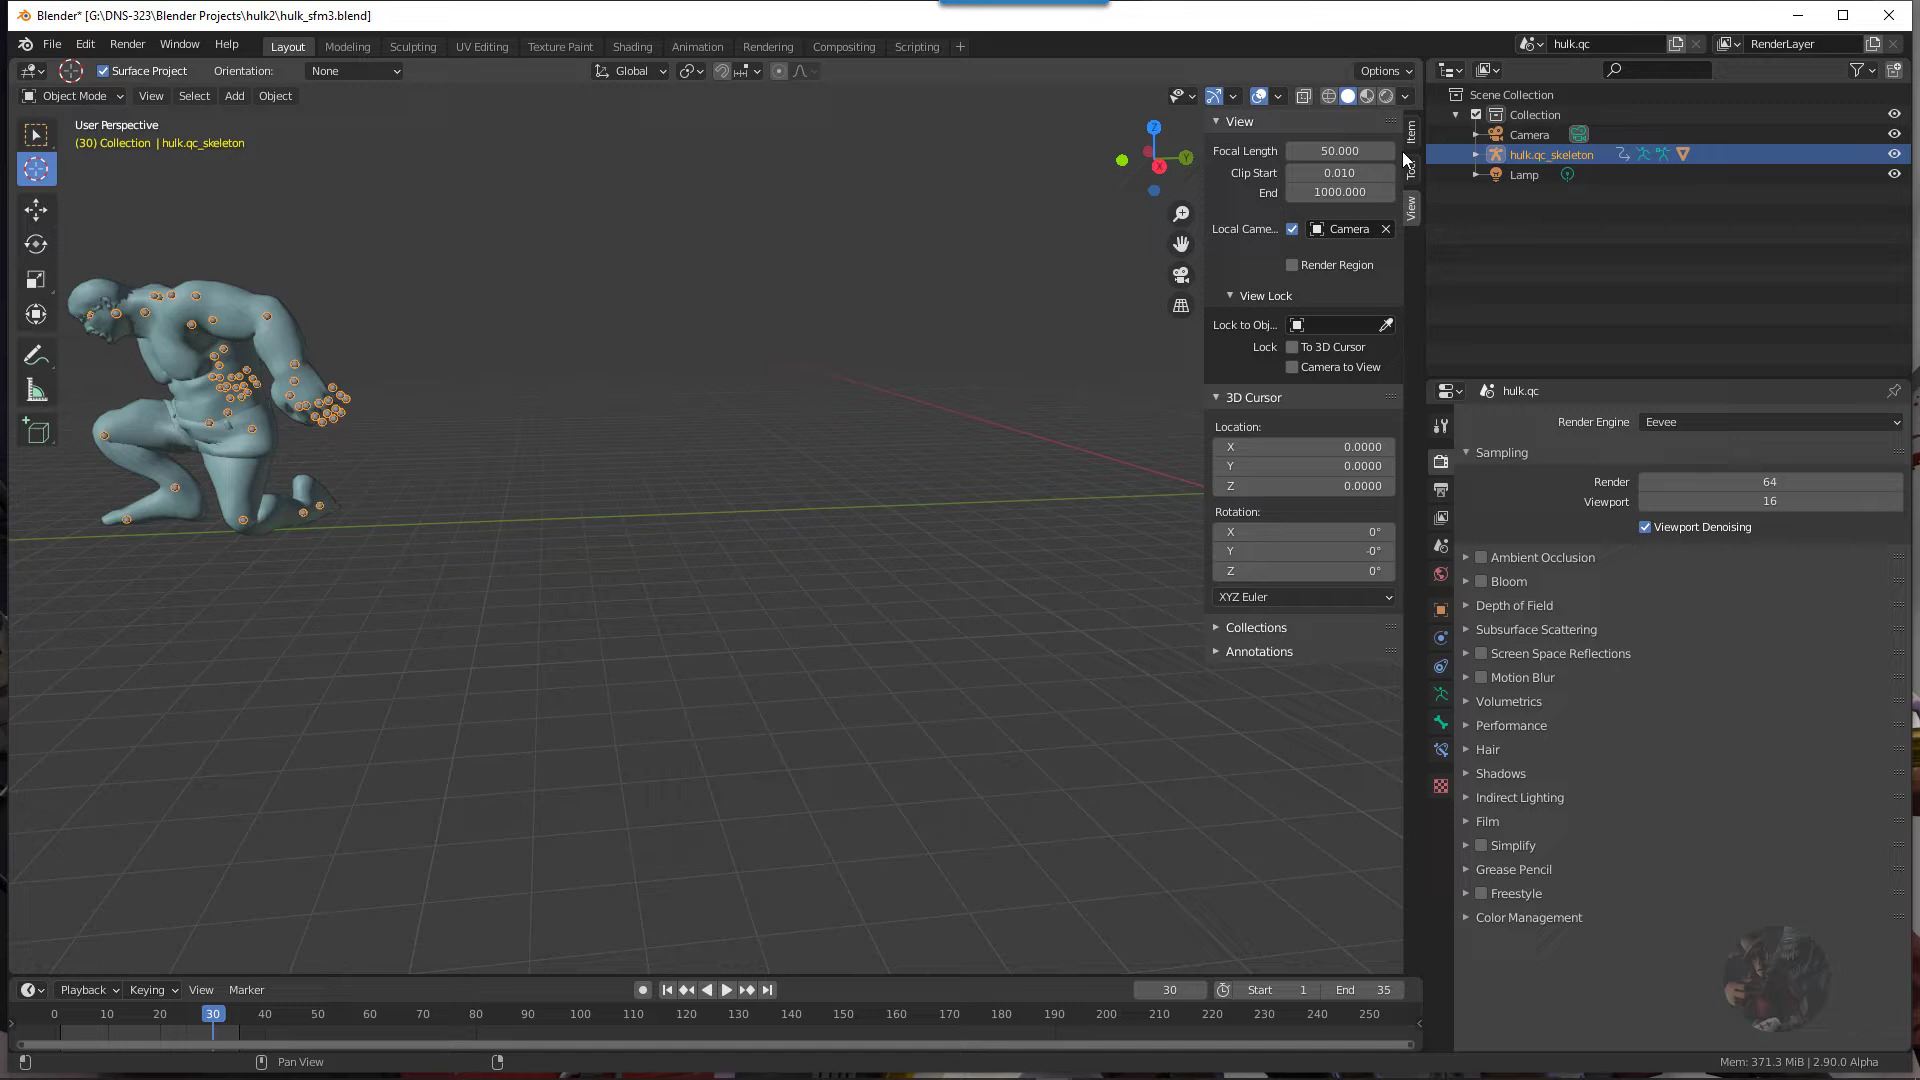 Blender* [G:\DNS-323\Blender Projects\hulk2\hulk_sfm3.blend]
File Edit Render Window Help Layout Modeling Sculpting UV Editing Texture Paint Shading Animation Rendering Compositing Scripting + hulk.qc RenderLayer
Surface Project Orientation: None Global Options
Object Mode View Select Add Object
User Perspective
(30) Collection | hulk.qc_skeleton
Z
Y
X
View
Focal Length 50.000
Clip Start 0.010
End 1000.000
Local Came... Camera
Render Region
View Lock
Lock to Obj...
Lock To 3D Cursor
Camera to View
3D Cursor
Location:
X 0.0000
Y 0.0000
Z 0.0000
Rotation:
X 0°
Y -0°
Z 0°
XYZ Euler
Collections
Annotations
Item
View
Scene Collection
Collection
Camera
hulk.qc_skeleton
Lamp
hulk.qc
Render Engine Eevee
Sampling
Render 64
Viewport 16
Viewport Denoising
Ambient Occlusion
Bloom
Depth of Field
Subsurface Scattering
Screen Space Reflections
Motion Blur
Volumetrics
Performance
Hair
Shadows
Indirect Lighting
Film
Simplify
Grease Pencil
Freestyle
Color Management
Playback Keying View Marker 30 Start 1 End 35
0 10 20 30 40 50 60 70 80 90 100 110 120 130 140 150 160 170 180 190 200 210 220 230 240 250
Pan View Mem: 371.3 MiB | 2.90.0 Alpha